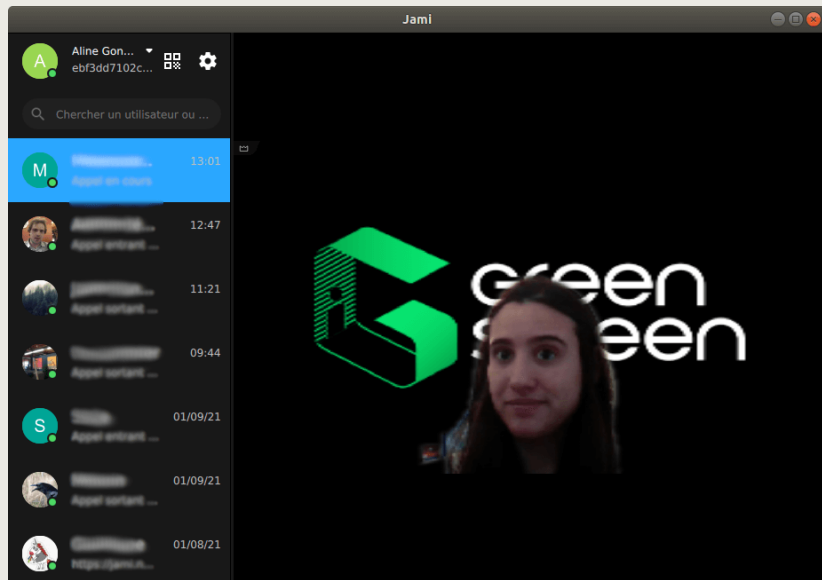 Jami
A
Aline Gon...
ebf3dd7102c...
Chercher un utilisateur ou ...
M
13:01
Appel en cours
12:47
Appel entrant ...
11:21
Appel sortant ...
09:44
Appel sortant ...
S
01/09/21
Appel entrant ...
01/09/21
Appel sortant ...
01/08/21
https://jami.n...
Green
een